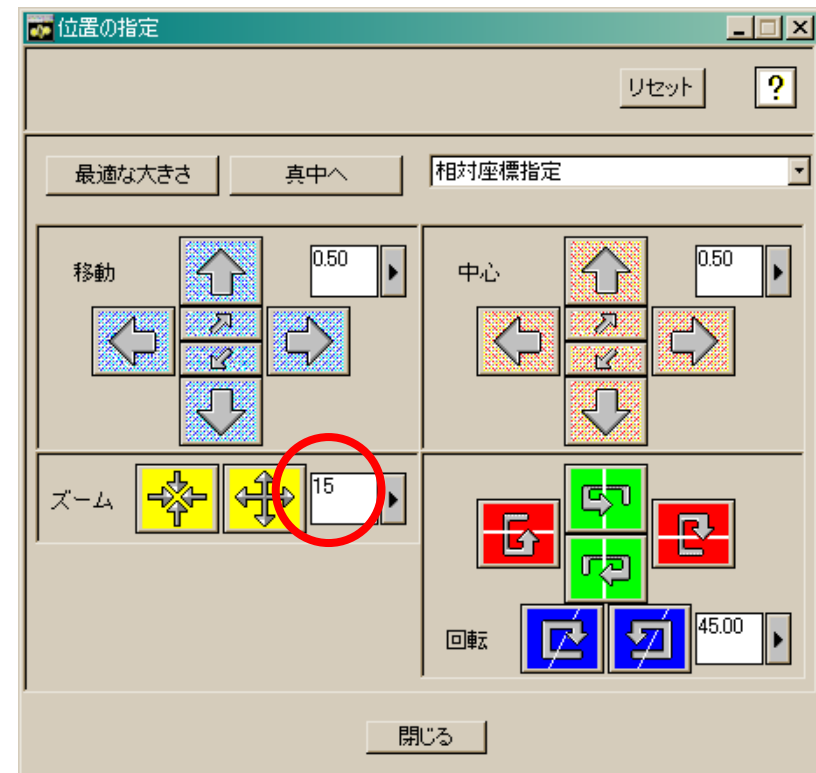 位置の指定
リセット
?
最適な大きさ 真中へ 相対座標指定
移動 0.50
中心 0.50
ズーム 15
回転 45.00
閉じる